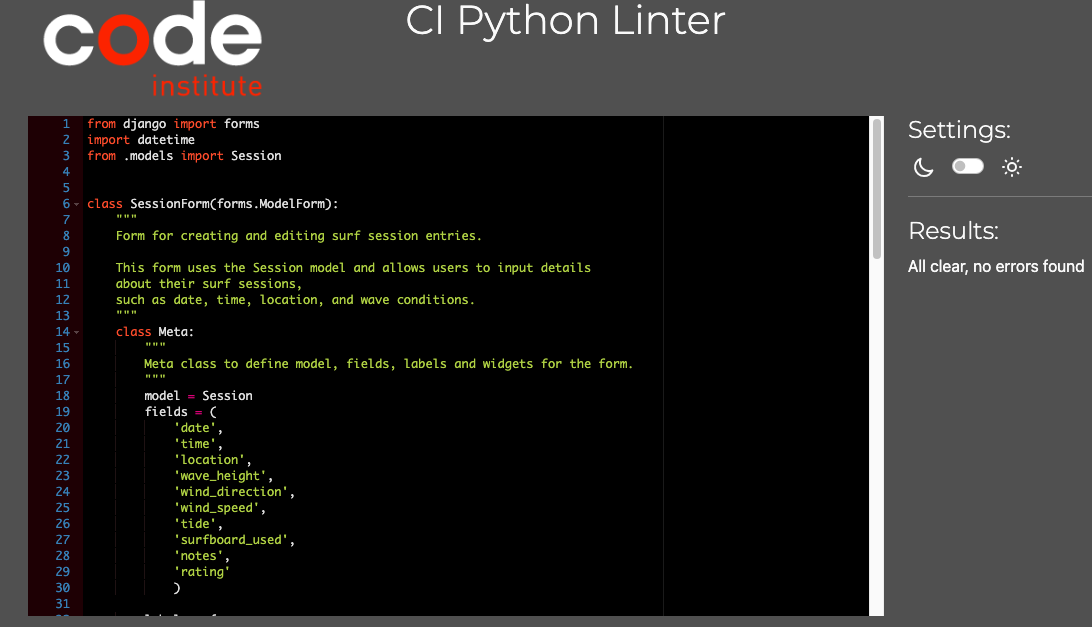 code
institute
CI Python Linter
1 from django import forms
2 import datetime
3 from .models import Session
4
5
6 class SessionForm(forms.ModelForm):
7 """
8 Form for creating and editing surf session entries.
9
10 This form uses the Session model and allows users to input details
11 about their surf sessions,
12 such as date, time, location, and wave conditions.
13 """
14 class Meta:
15 """
16 Meta class to define model, fields, labels and widgets for the form.
17 """
18 model = Session
19 fields = (
20 'date',
21 'time',
22 'location',
23 'wave_height',
24 'wind_direction',
25 'wind_speed',
26 'tide',
27 'surfboard_used',
28 'notes',
29 'rating'
30 )
31
Settings:
Results:
All clear, no errors found